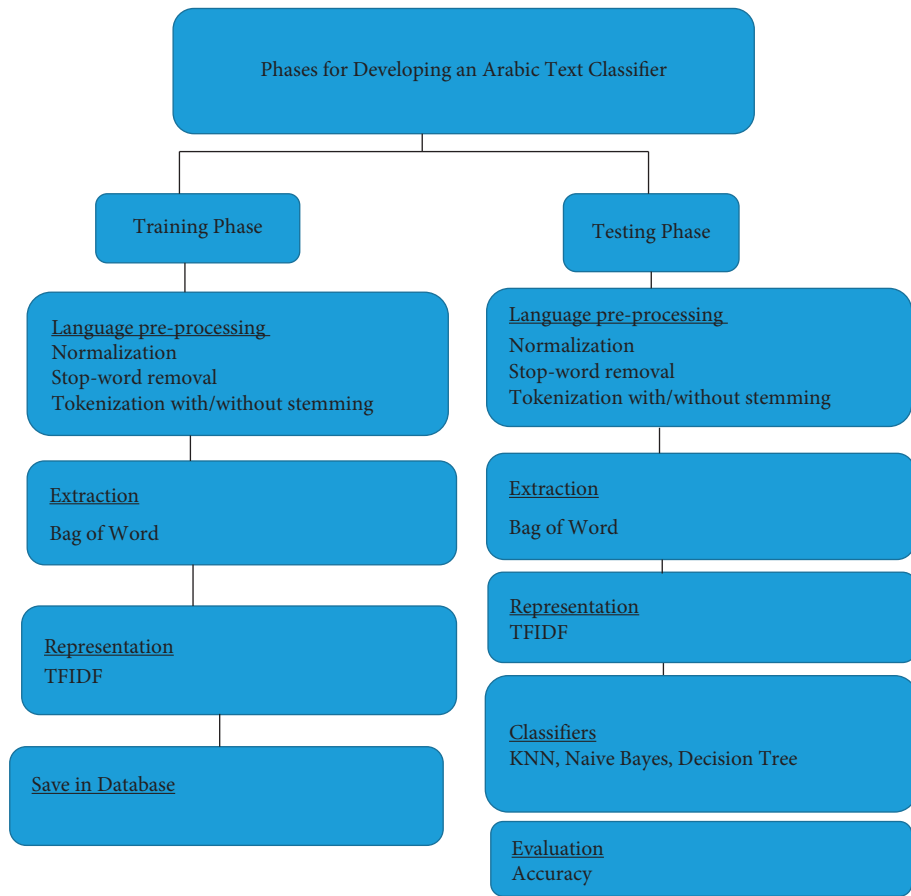 Phases for Developing an Arabic Text Classifier
Training Phase
Language pre-processing
Normalization
Stop-word removal
Tokenization with/without stemming
Extraction
Bag of Word
Representation
TFIDF
Save in Database
Testing Phase
Language pre-processing
Normalization
Stop-word removal
Tokenization with/without stemming
Extraction
Bag of Word
Representation
TFIDF
Classifiers
KNN, Naive Bayes, Decision Tree
Evaluation
Accuracy